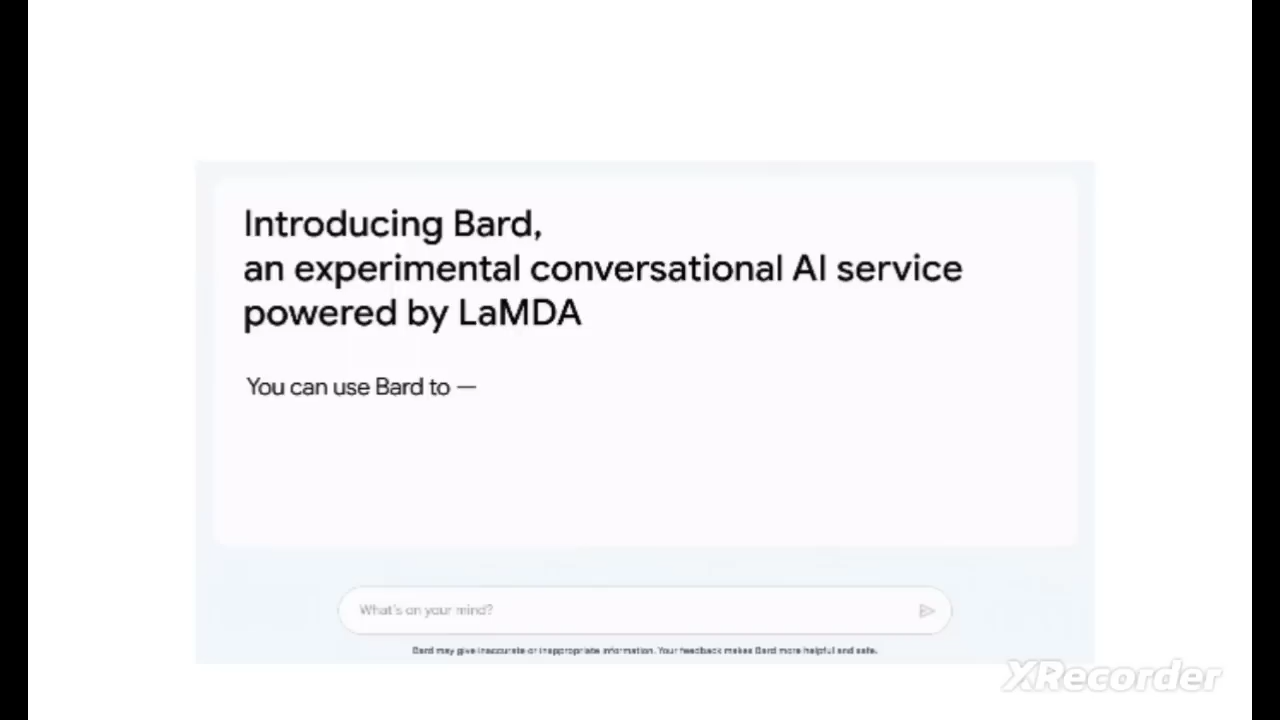 Introducing Bard,
an experimental conversational AI service
powered by LaMDA
You can use Bard to —
What's on your mind?
Bard may give inaccurate or inappropriate information. Your feedback makes Bard more helpful and safe.
XRecorder